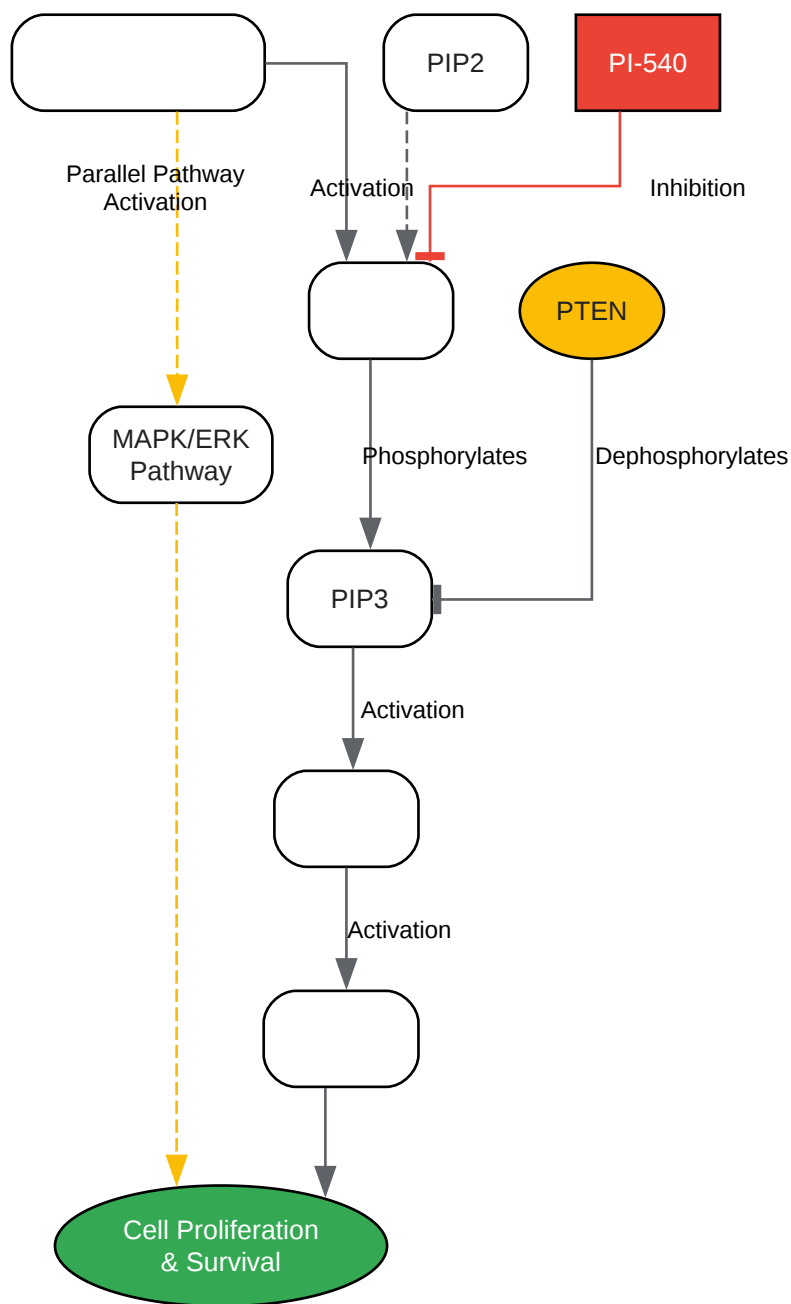 PIP2
PI-540
Parallel Pathway
Activation
Activation
Inhibition
PTEN
MAPK/ERK
Pathway
Phosphorylates
Dephosphorylates
PIP3
Activation
Activation
Cell Proliferation
& Survival